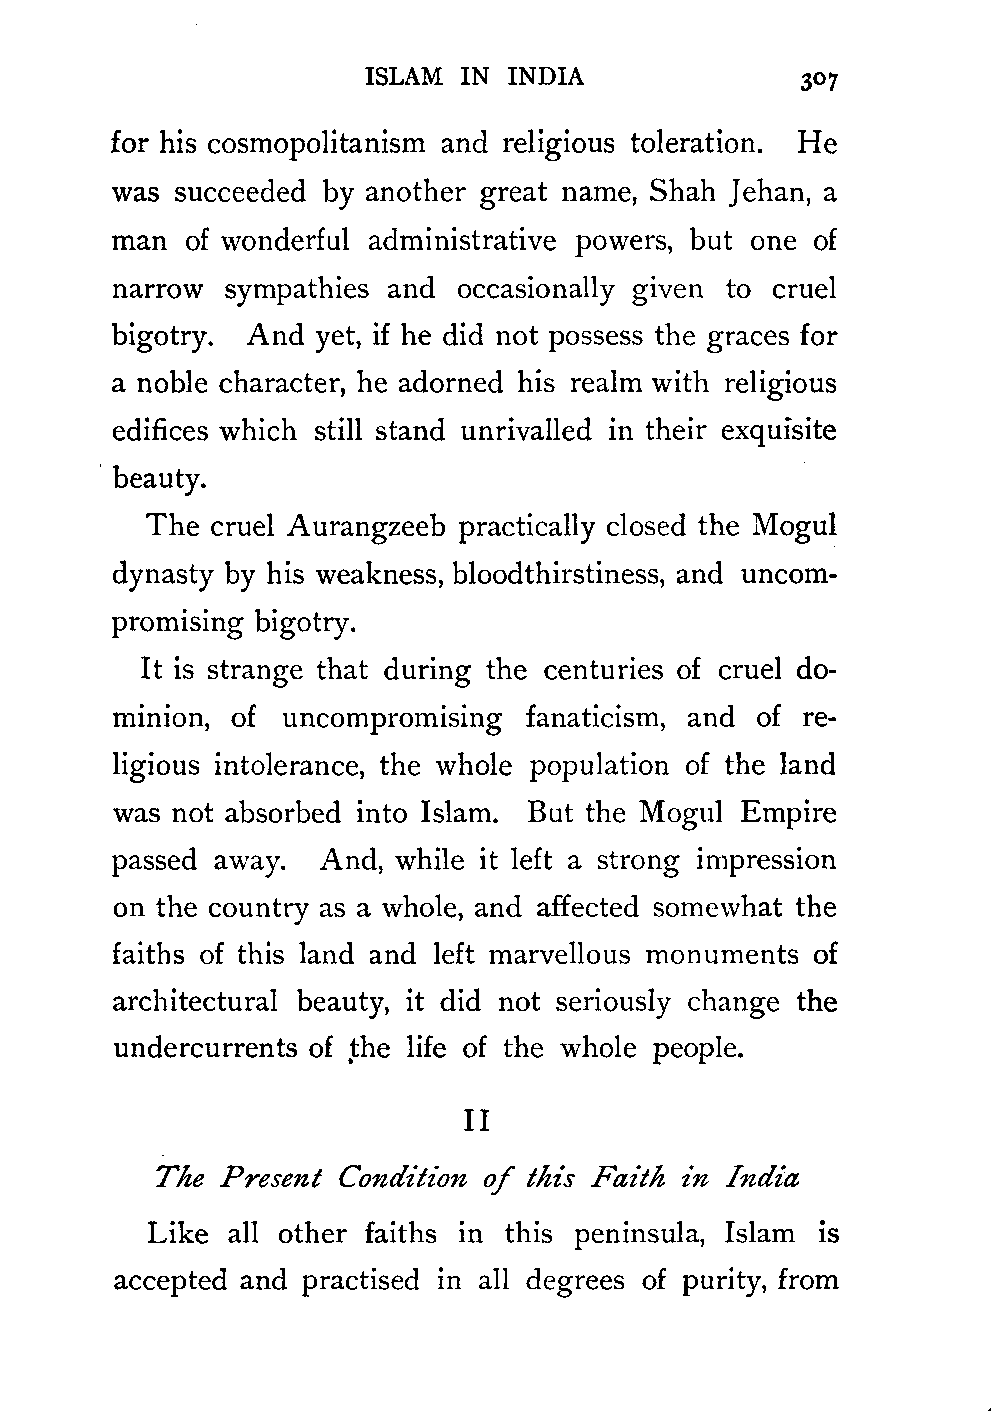 ISLAM IN INDIA 307
for his cosmopolitanism and religious toleration. He
was succeeded by another great name, Shah Jehan, a
man of wonderful administrative powers, but one of
narrow sympathies and occasionally given to cruel
bigotry. And yet, if he did not possess the graces for
a noble character, he adorned his realm with religious
edifices which still stand unrivalled in their exquisite
beauty.
The cruel Aurangzeeb practically closed the Mogul
dynasty by his weakness, bloodthirstiness, and uncom-
promising bigotry.
It is strange that during the centuries of cruel do-
minion, of uncompromising fanaticism, and of re-
ligious intolerance, the whole population of the land
was not absorbed into Islam. But the Mogul Empire
passed away. And, while it left a strong impression
on the country as a whole, and affected somewhat the
faiths of this land and left marvellous monuments of
architectural beauty, it did not seriously change the
undercurrents of the life of the whole people.
II
The Present Condition of this Faith in India
Like all other faiths in this peninsula, Islam is
accepted and practised in all degrees of purity, from